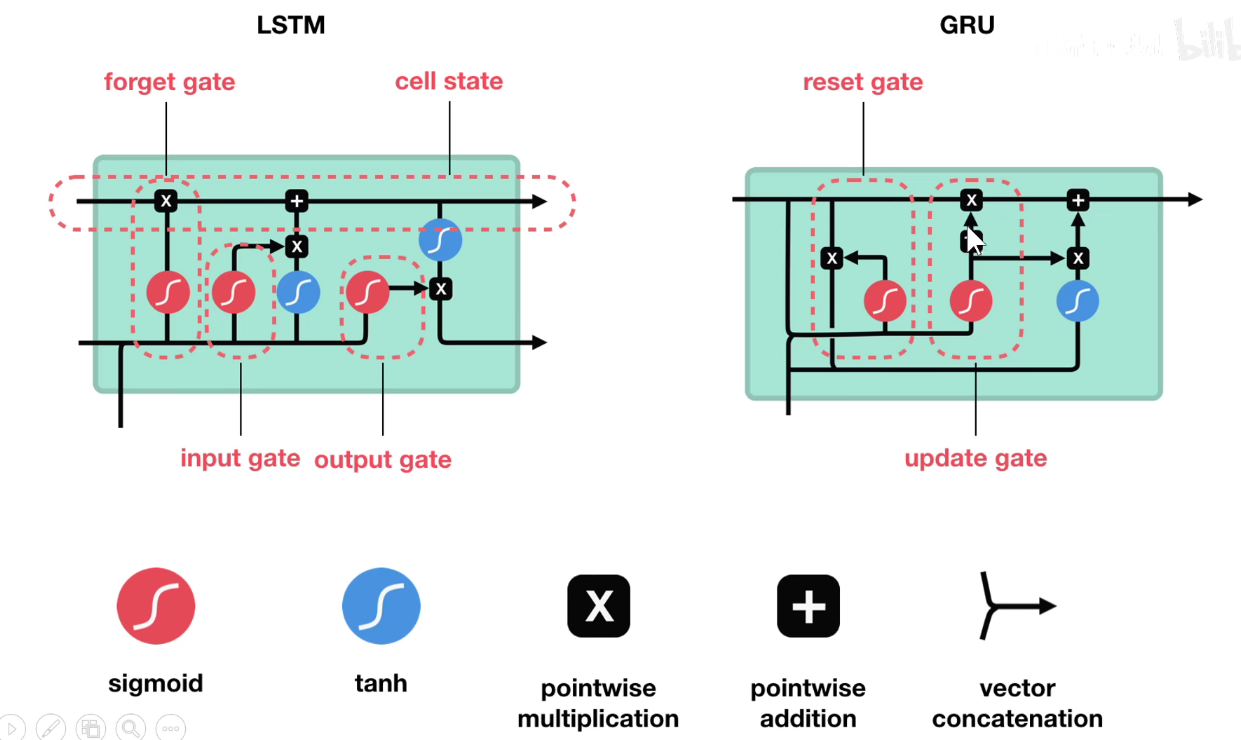 LSTM
GRU
forget gate
cell state
reset gate
X
+
X
X
X
+
X
X
input gate
output gate
update gate
X
+
sigmoid
tanh
pointwise
multiplication
pointwise
addition
vector
concatenation